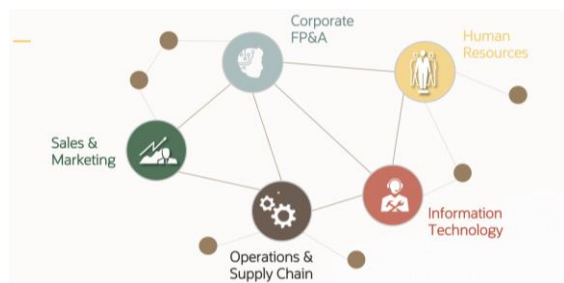 Corporate
FP&A
Human
Resources
Sales &
Marketing
Information
Technology
Operations &
Supply Chain